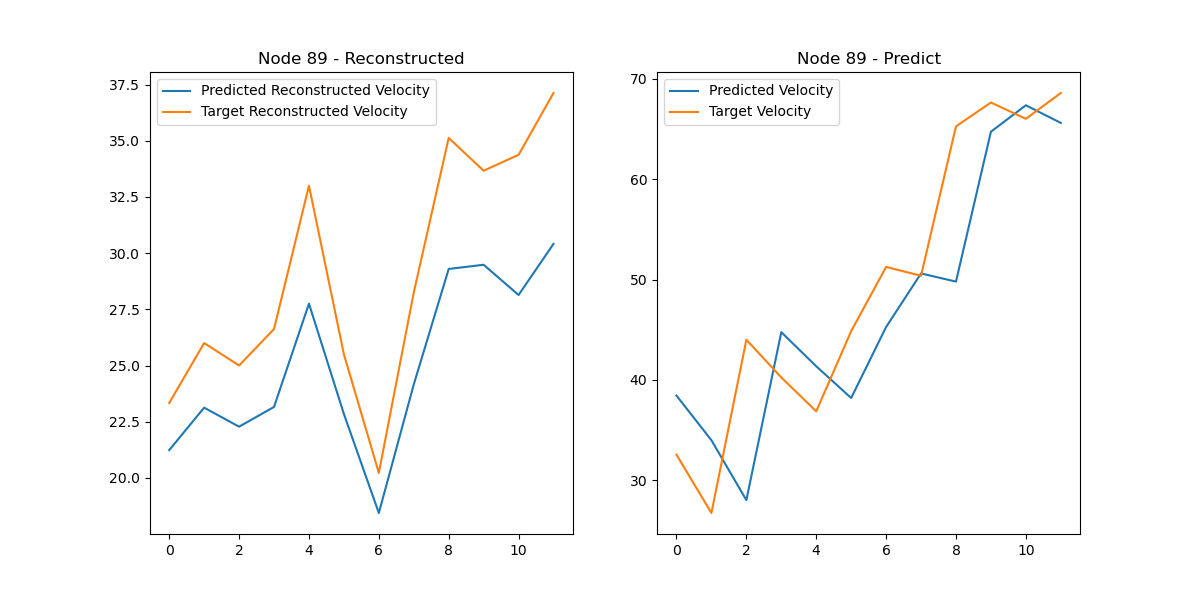 Node 89 - Reconstructed
Predicted Reconstructed Velocity
Target Reconstructed Velocity
37.5
35.0
32.5
30.0
27.5
25.0
22.5
20.0
0 2 4 6 8 10
Node 89 - Predict
Predicted Velocity
Target Velocity
70
60
50
40
30
0 2 4 6 8 10